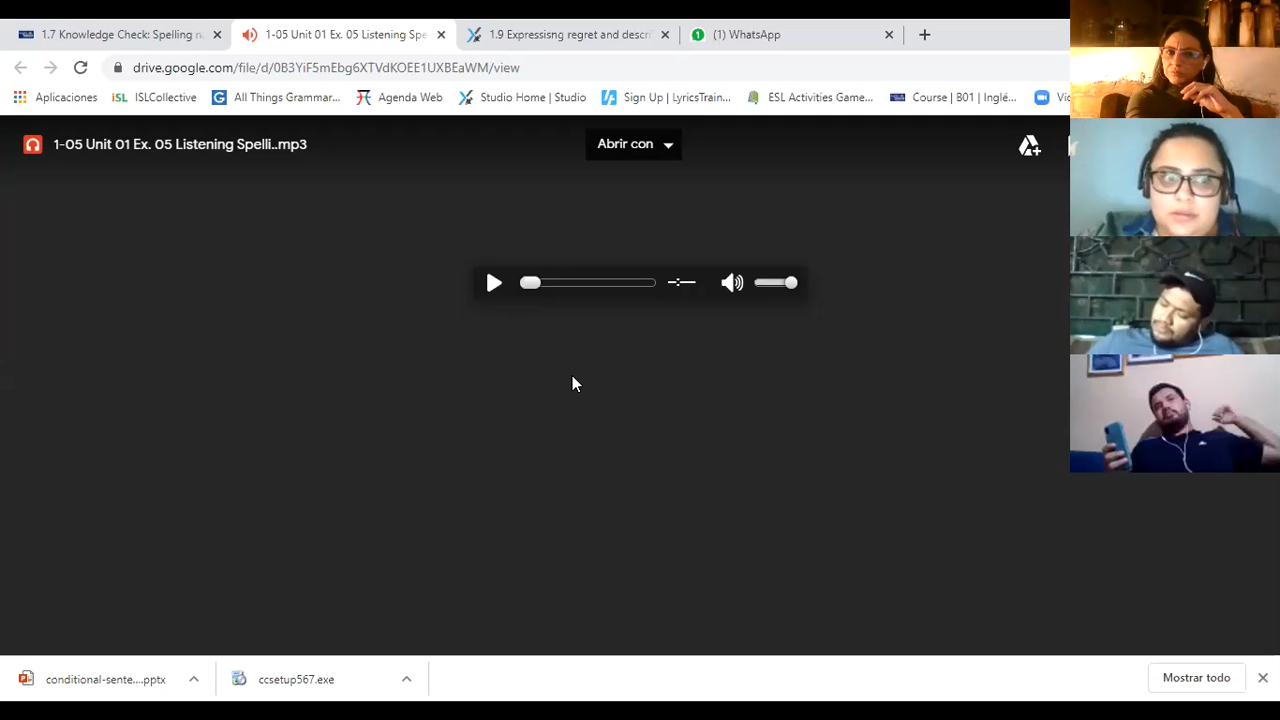 1.7 Knowledge Check: Spelling n
1-05 Unit 01 Ex. 05 Listening Spe
1.9 Expressisng regret and descri
(1) WhatsApp
drive.google.com/file/d/0B3YiF5mEbg6XTVdKOEE1UXBEaWM/view
Aplicaciones
iSL ISLCollective
All Things Grammar...
Agenda Web
Studio Home | Studio
Sign Up | LyricsTrain...
ESL Activities Game...
Course | B01 | Inglé...
1-05 Unit 01 Ex. 05 Listening Spelli..mp3
Abrir con
-:--
conditional-sente....pptx
ccsetup567.exe
Mostrar todo